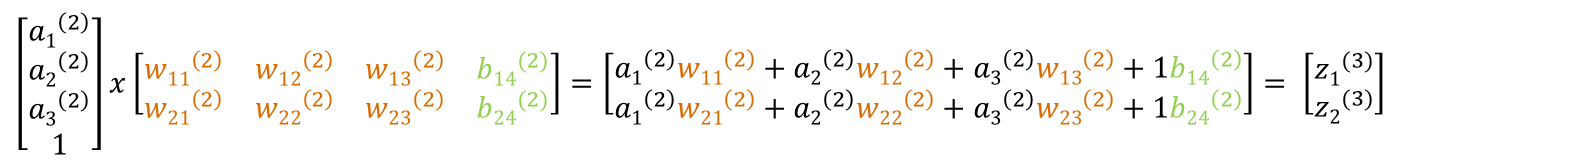 [a₁⁽²⁾ a₂⁽²⁾ a₃⁽²⁾ 1] x [w₁₁⁽²⁾ w₁₂⁽²⁾ w₁₃⁽²⁾ b₁₄⁽²⁾ = [a₁⁽²⁾w₁₁⁽²⁾ + a₂⁽²⁾w₁₂⁽²⁾ + a₃⁽²⁾w₁₃⁽²⁾ + 1b₁₄⁽²⁾ = [z₁⁽³⁾
w₂₁⁽²⁾ w₂₂⁽²⁾ w₂₃⁽²⁾ b₂₄⁽²⁾] a₁⁽²⁾w₂₁⁽²⁾ + a₂⁽²⁾w₂₂⁽²⁾ + a₃⁽²⁾w₂₃⁽²⁾ + 1b₂₄⁽²⁾] z₂⁽³⁾]